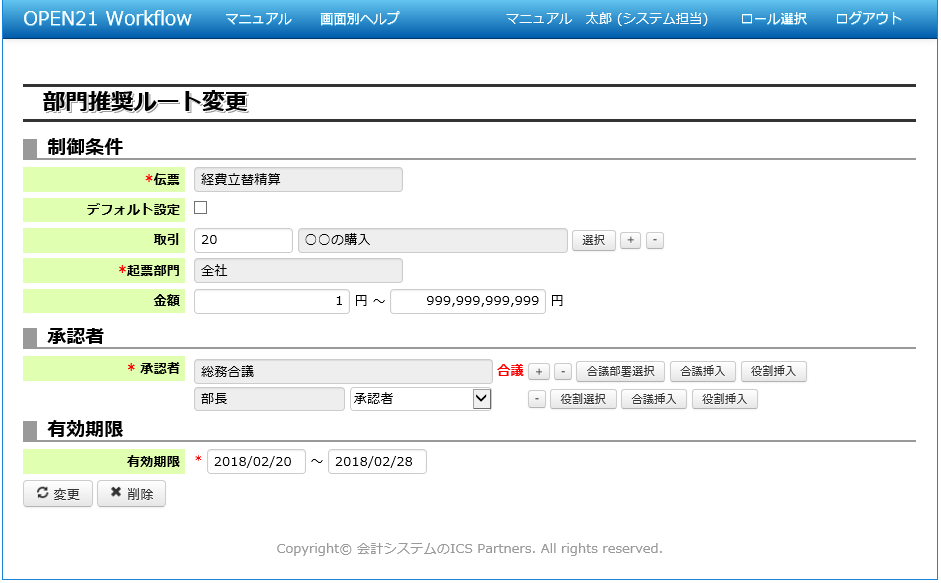 OPEN21 Workflow マニュアル 画面別ヘルプ マニュアル 太郎 (システム担当) ロール選択 ログアウト
部門推奨ルート変更
制御条件
*伝票 経費立替精算
デフォルト設定
取引 20 〇〇の購入 選択 + -
*起票部門 全社
金額 1 円 ～ 999,999,999,999 円
承認者
* 承認者 総務合議 合議 + - 合議部署選択 合議挿入 役割挿入
部長 承認者 - 役割選択 合議挿入 役割挿入
有効期限
有効期限 * 2018/02/20 ～ 2018/02/28
変更 削除
Copyright© 会計システムのICS Partners. All rights reserved.